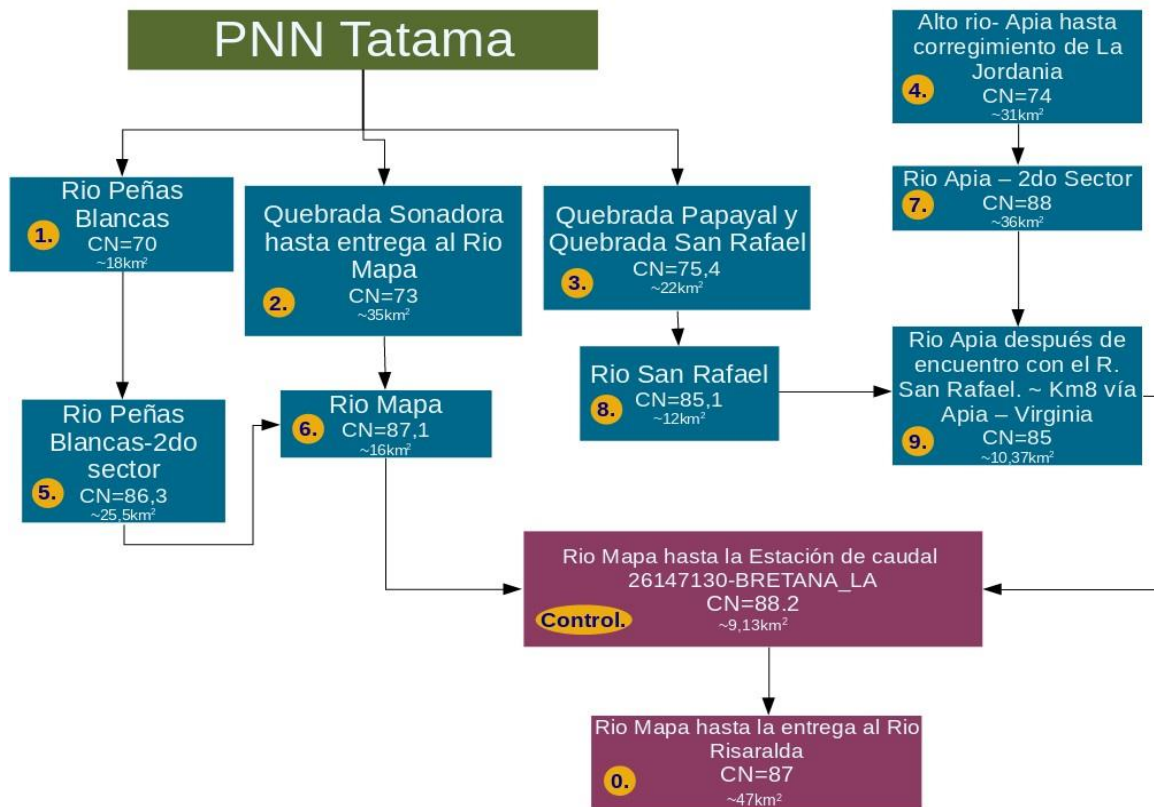 PNN Tatama
Alto rio- Apia hasta
corregimiento de La
Jordania
4.
CN=74
~31km²
Rio Peñas
Blancas
1.
CN=70
~18km²
Quebrada Sonadora
hasta entrega al Rio
Mapa
2.
CN=73
~35km²
Quebrada Papayal y
Quebrada San Rafael
3.
CN=75,4
~22km²
Rio Apia – 2do Sector
7.
CN=88
~36km²
Rio Peñas
Blancas-2do
sector
5.
CN=86,3
~25,5km²
Rio Mapa
6.
CN=87,1
~16km²
Rio San Rafael
8.
CN=85,1
~12km²
Rio Apia después de
encuentro con el R.
San Rafael. ~ Km8 vía
Apia – Virginia
9.
CN=85
~10,37km²
Rio Mapa hasta la Estación de caudal
26147130-BRETANA_LA
CN=88.2
Control.
~9,13km²
Rio Mapa hasta la entrega al Rio
Risaralda
0.
CN=87
~47km²